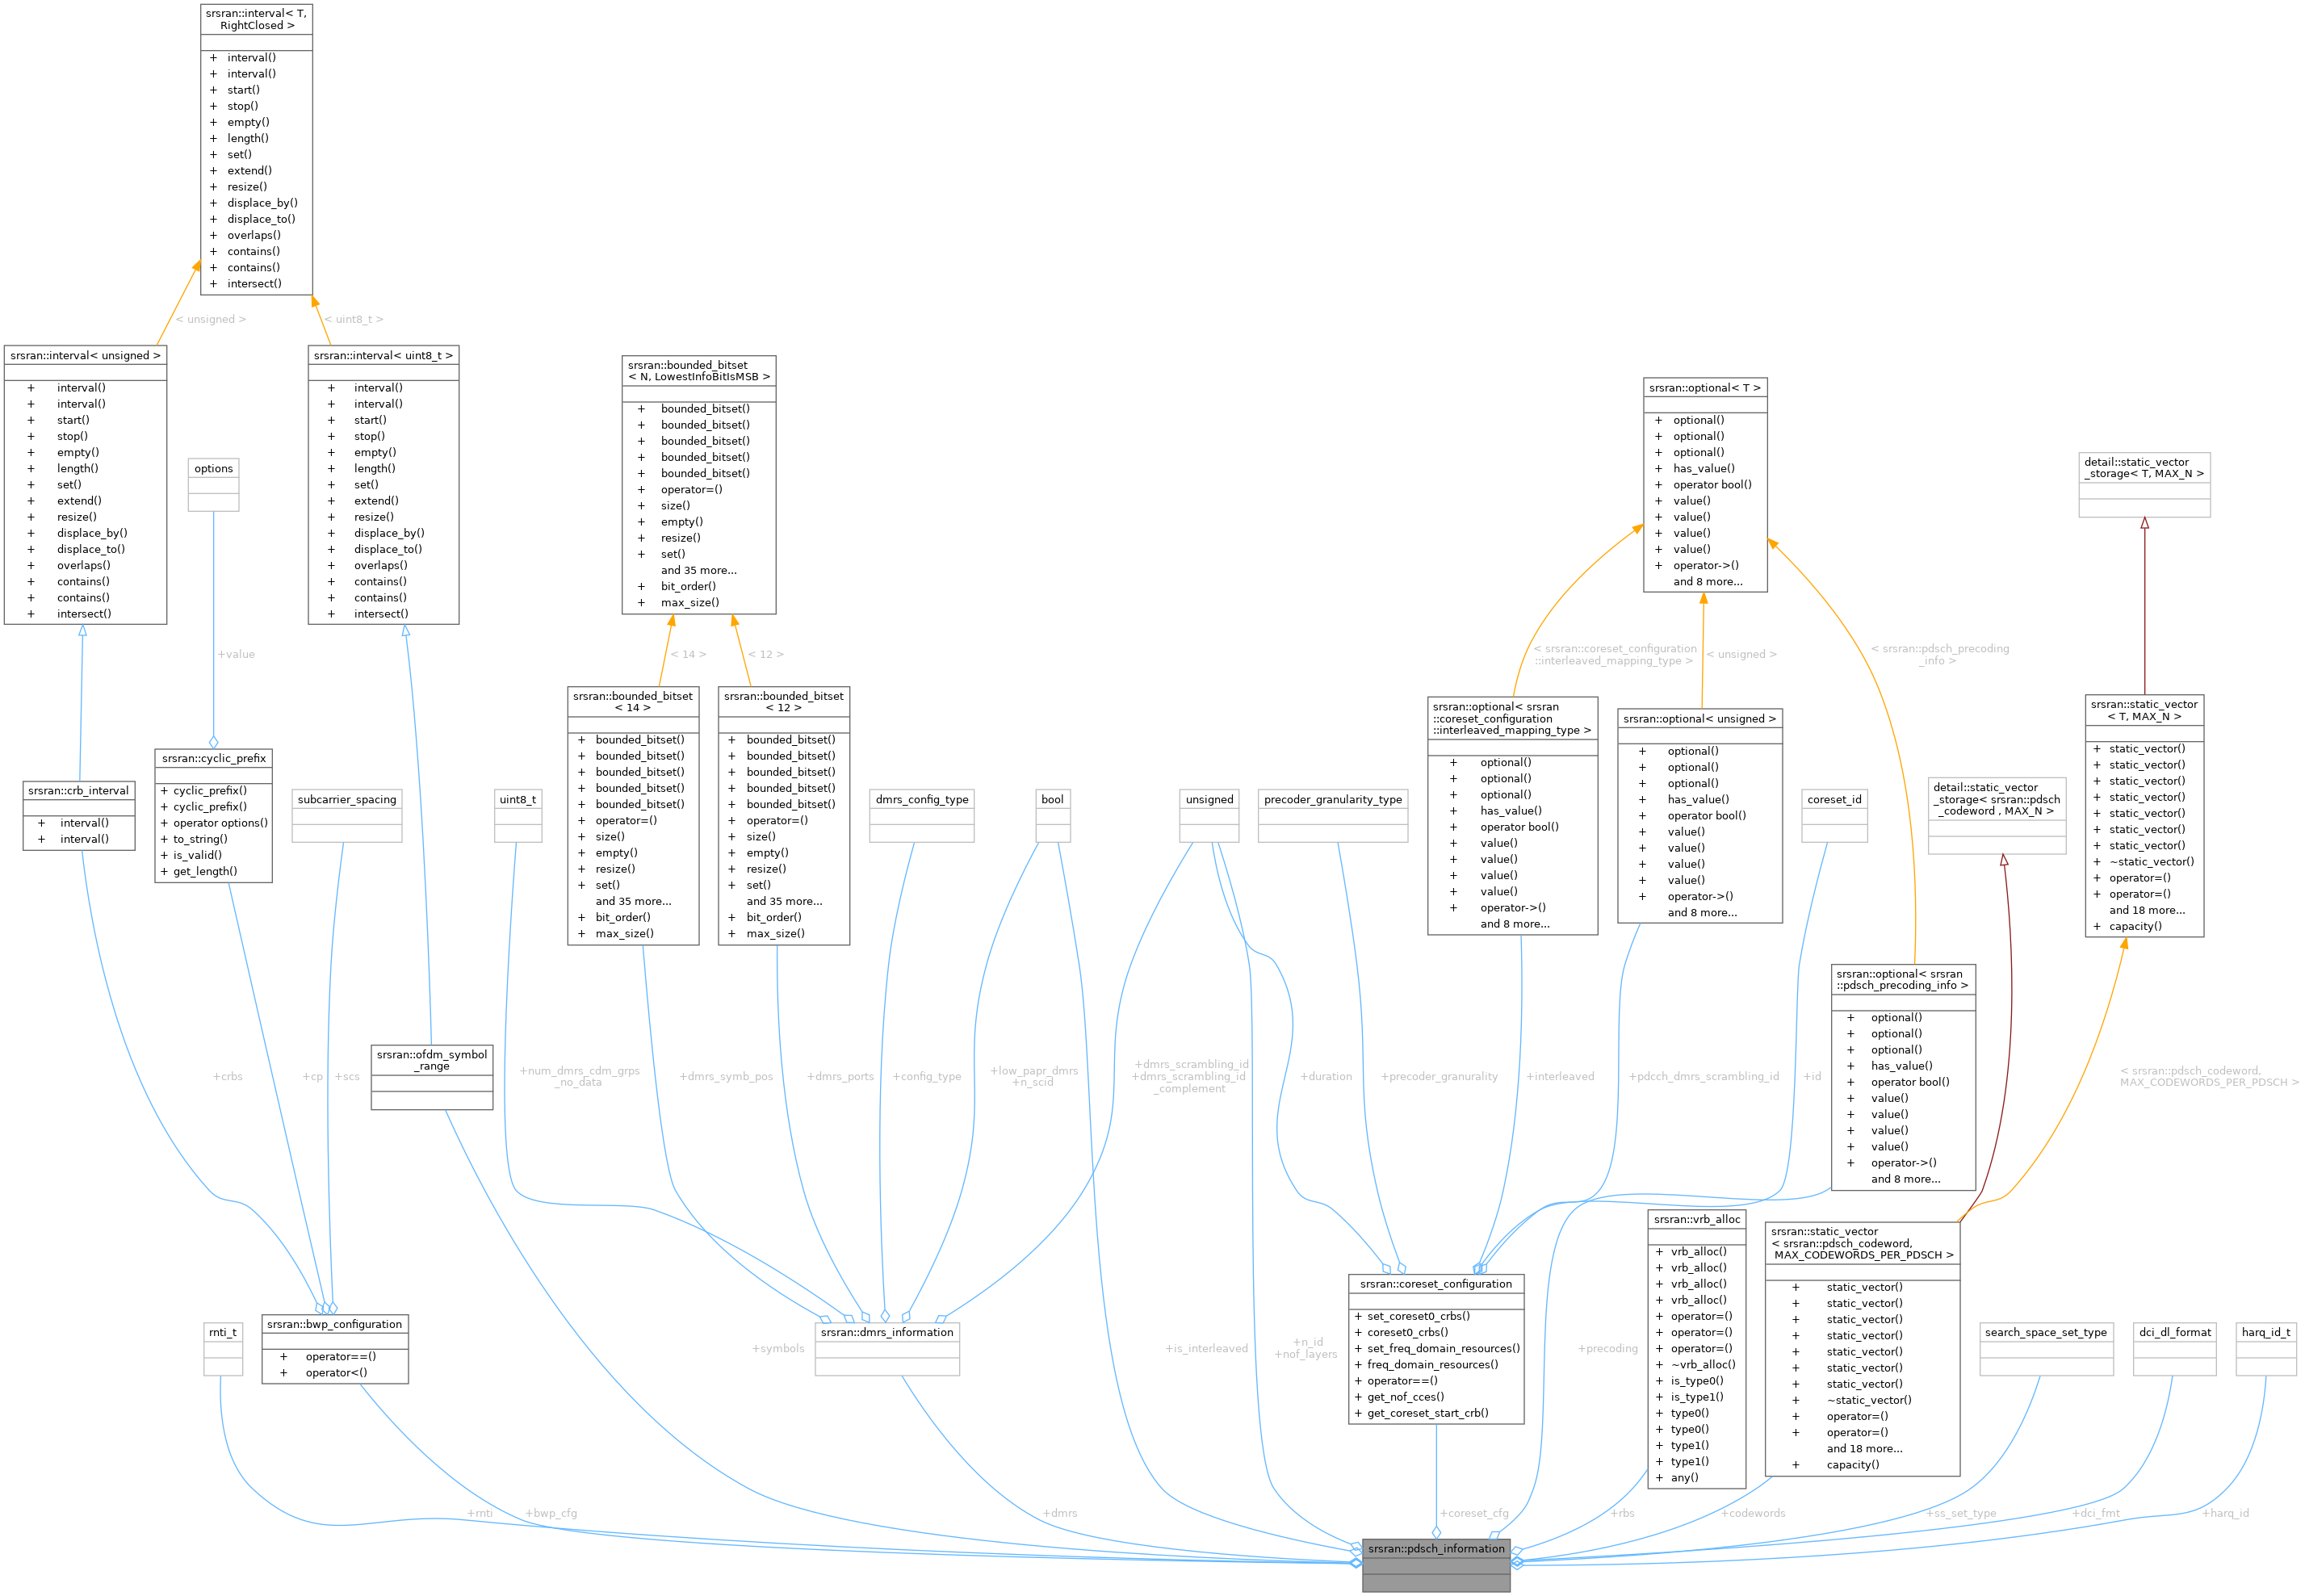 srsran::interval< T,
RightClosed >
+ interval()
+ interval()
+ start()
+ stop()
+ empty()
+ length()
+ set()
+ extend()
+ resize()
+ displace_by()
+ displace_to()
+ overlaps()
+ contains()
+ contains()
+ intersect()
< unsigned >
< uint8_t >
srsran::interval< unsigned >
+ interval()
+ interval()
+ start()
+ stop()
+ empty()
+ length()
+ set()
+ extend()
+ resize()
+ displace_by()
+ displace_to()
+ overlaps()
+ contains()
+ contains()
+ intersect()
srsran::interval< uint8_t >
+ interval()
+ interval()
+ start()
+ stop()
+ empty()
+ length()
+ set()
+ extend()
+ resize()
+ displace_by()
+ displace_to()
+ overlaps()
+ contains()
+ contains()
+ intersect()
options
srsran::bounded_bitset
< N, LowestInfoBitIsMSB >
+ bounded_bitset()
+ bounded_bitset()
+ bounded_bitset()
+ bounded_bitset()
+ bounded_bitset()
+ operator=()
+ size()
+ empty()
+ resize()
+ set()
and 35 more...
+ bit_order()
+ max_size()
srsran::optional< T >
+ optional()
+ optional()
+ optional()
+ has_value()
+ operator bool()
+ value()
+ value()
+ value()
+ value()
+ operator->()
and 8 more...
detail::static_vector
_storage< T, MAX_N >
+value
< 14 >
< 12 >
< srsran::coreset_configuration
::interleaved_mapping_type >
< unsigned >
< srsran::pdsch_precoding
_info >
srsran::crb_interval
+ interval()
+ interval()
srsran::cyclic_prefix
+ cyclic_prefix()
+ cyclic_prefix()
+ operator options()
+ to_string()
+ is_valid()
+ get_length()
subcarrier_spacing
uint8_t
srsran::bounded_bitset
< 14 >
+ bounded_bitset()
+ bounded_bitset()
+ bounded_bitset()
+ bounded_bitset()
+ bounded_bitset()
+ operator=()
+ size()
+ empty()
+ resize()
+ set()
and 35 more...
+ bit_order()
+ max_size()
srsran::bounded_bitset
< 12 >
+ bounded_bitset()
+ bounded_bitset()
+ bounded_bitset()
+ bounded_bitset()
+ bounded_bitset()
+ operator=()
+ size()
+ empty()
+ resize()
+ set()
and 35 more...
+ bit_order()
+ max_size()
dmrs_config_type
bool
unsigned
precoder_granularity_type
srsran::optional< srsran
::coreset_configuration
::interleaved_mapping_type >
+ optional()
+ optional()
+ optional()
+ has_value()
+ operator bool()
+ value()
+ value()
+ value()
+ value()
+ operator->()
and 8 more...
srsran::optional< unsigned >
+ optional()
+ optional()
+ optional()
+ has_value()
+ operator bool()
+ value()
+ value()
+ value()
+ value()
+ operator->()
and 8 more...
coreset_id
detail::static_vector
_storage< srsran::pdsch
_codeword , MAX_N >
srsran::static_vector
< T, MAX_N >
+ static_vector()
+ static_vector()
+ static_vector()
+ static_vector()
+ static_vector()
+ static_vector()
+ static_vector()
+ ~static_vector()
+ operator=()
+ operator=()
and 18 more...
+ capacity()
srsran::optional< srsran
::pdsch_precoding_info >
+ optional()
+ optional()
+ optional()
+ has_value()
+ operator bool()
+ value()
+ value()
+ value()
+ value()
+ operator->()
and 8 more...
srsran::ofdm_symbol
_range
+crbs
+cp
+scs
+num_dmrs_cdm_grps
_no_data
+dmrs_symb_pos
+dmrs_ports
+config_type
+low_papr_dmrs
+n_scid
+dmrs_scrambling_id
+dmrs_scrambling_id
_complement
+duration
+precoder_granurality
+interleaved
+pdcch_dmrs_scrambling_id
+id
< srsran::pdsch_codeword,
MAX_CODEWORDS_PER_PDSCH >
rnti_t
srsran::bwp_configuration
+ operator==()
+ operator<()
+symbols
srsran::dmrs_information
+is_interleaved
+n_id
+nof_layers
srsran::coreset_configuration
+ set_coreset0_crbs()
+ coreset0_crbs()
+ set_freq_domain_resources()
+ freq_domain_resources()
+ operator==()
+ get_nof_cces()
+ get_coreset_start_crb()
+precoding
srsran::vrb_alloc
+ vrb_alloc()
+ vrb_alloc()
+ vrb_alloc()
+ vrb_alloc()
+ operator=()
+ operator=()
+ operator=()
+ ~vrb_alloc()
+ is_type0()
+ is_type1()
+ type0()
+ type0()
+ type1()
+ type1()
+ any()
srsran::static_vector
< srsran::pdsch_codeword,
MAX_CODEWORDS_PER_PDSCH >
+ static_vector()
+ static_vector()
+ static_vector()
+ static_vector()
+ static_vector()
+ static_vector()
+ static_vector()
+ ~static_vector()
+ operator=()
+ operator=()
and 18 more...
+ capacity()
search_space_set_type
dci_dl_format
harq_id_t
+rnti
+bwp_cfg
+dmrs
+coreset_cfg
+rbs
+codewords
+ss_set_type
+dci_fmt
+harq_id
srsran::pdsch_information